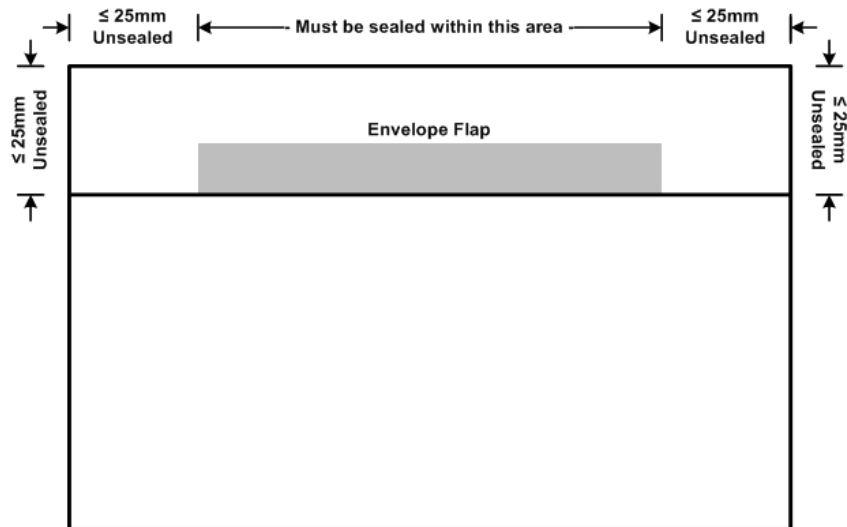 ≤ 25mm
Unsealed
- Must be sealed within this area -
≤ 25mm
Unsealed
≤ 25mm
Unsealed
Envelope Flap
≤ 25mm
Unsealed